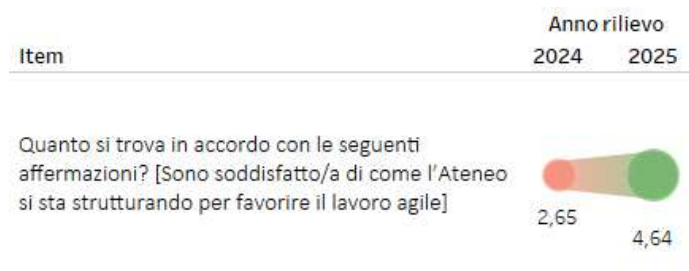 Anno rilievo
Item 2024 2025
Quanto si trova in accordo con le seguenti
affermazioni? [Sono soddisfatto/a di come l'Ateneo
si sta strutturando per favorire il lavoro agile]
2,65
4,64